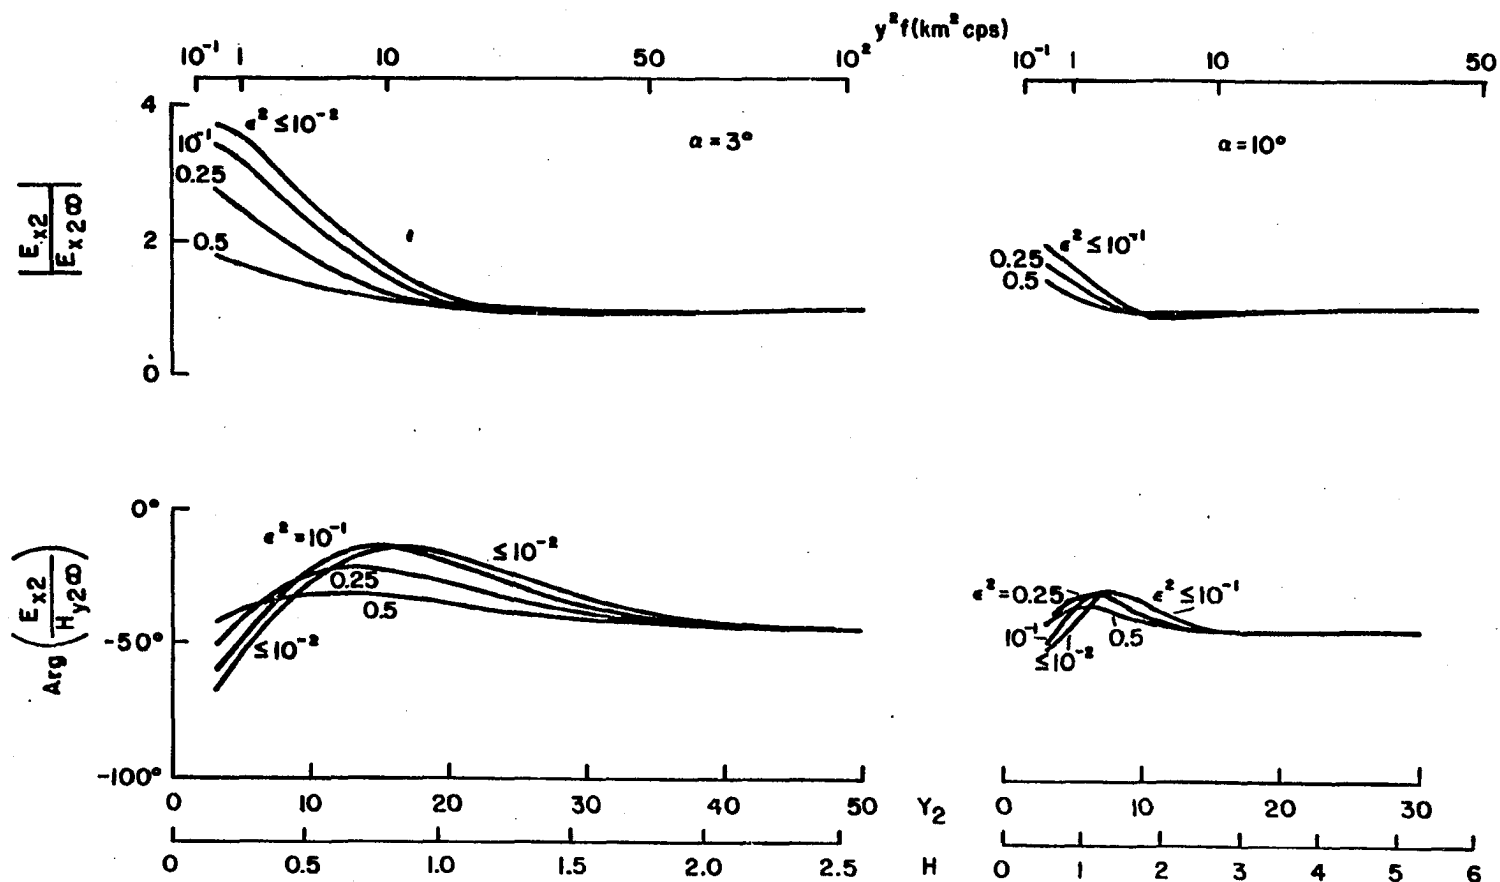 y²f(km² cps)
10⁻¹ 1 10 50 10²
10⁻¹ 1 10 50
4
2
0
|E x2 / E x2∞|
ϵ² ≤ 10⁻²
10⁻¹
0.25
0.5
α = 3°
α = 10°
ϵ² ≤ 10⁻¹
0.25
0.5
0°
-50°
-100°
Arg (E x2 / H y2∞)
ϵ² = 10⁻¹
≤ 10⁻²
0.25
0.5
≤ 10⁻²
ϵ² = 0.25
ϵ² ≤ 10⁻¹
10⁻¹
0.5
≤ 10⁻²
0 10 20 30 40 50 Y₂ 0 10 20 30
0 0.5 1.0 1.5 2.0 2.5 H 0 1 2 3 4 5 6